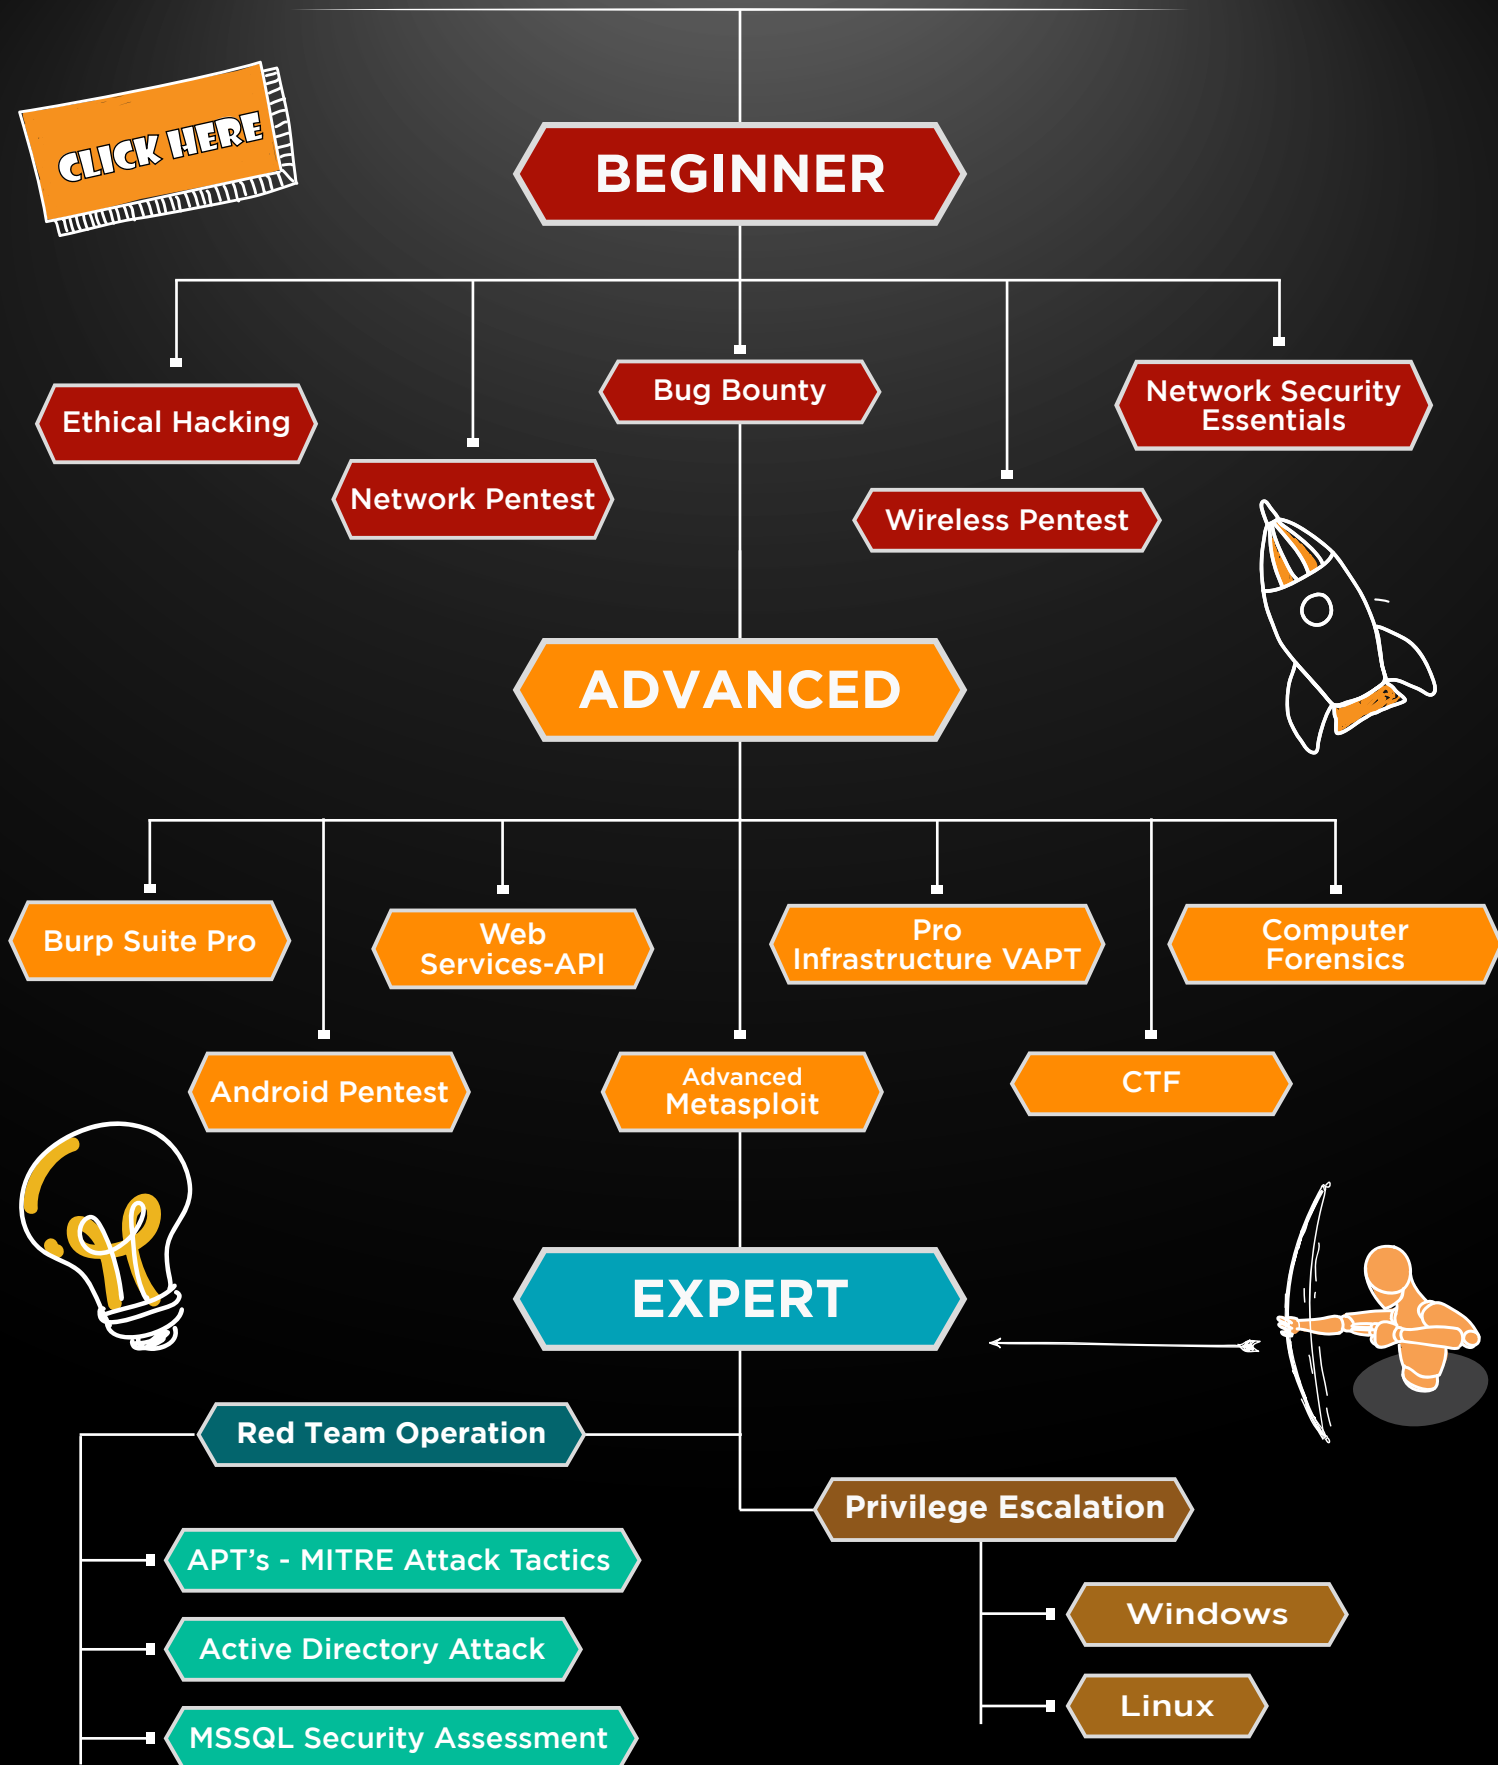 CLICK HERE
BEGINNER
Ethical Hacking
Network Pentest
Bug Bounty
Wireless Pentest
Network Security
Essentials
ADVANCED
Burp Suite Pro
Android Pentest
Web
Services-API
Advanced
Metasploit
Pro
Infrastructure VAPT
CTF
Computer
Forensics
EXPERT
Red Team Operation
APT's - MITRE Attack Tactics
Active Directory Attack
MSSQL Security Assessment
Privilege Escalation
Windows
Linux